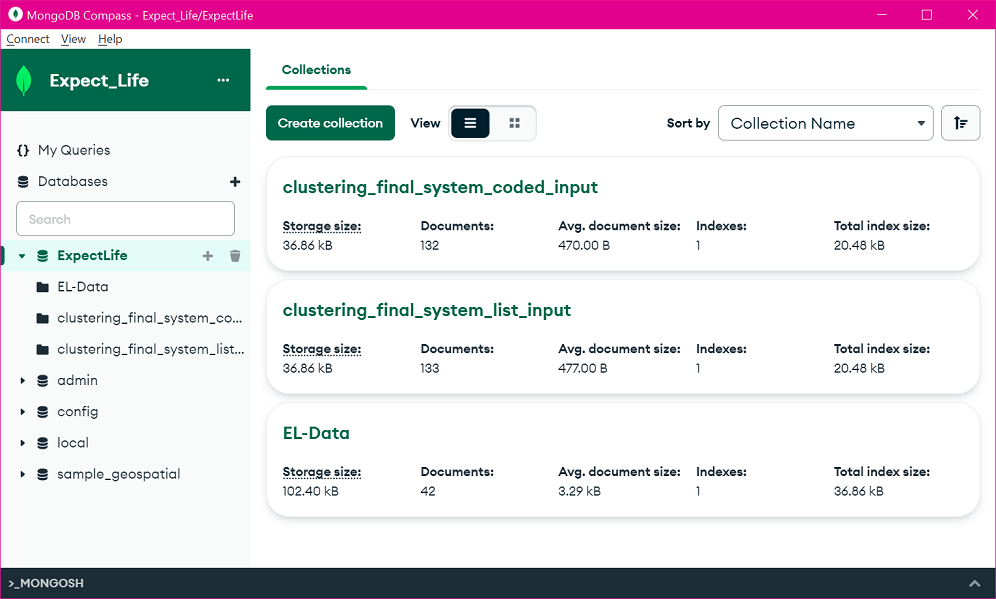 MongoDB Compass - Expect_Life/ExpectLife
Connect View Help
Expect_Life ...
{} My Queries
Databases +
Search
ExpectLife +
EL-Data
clustering_final_system_co...
clustering_final_system_list...
admin
config
local
sample_geospatial
Collections
Create collection View Sort by Collection Name
clustering_final_system_coded_input
Storage size: Documents: Avg. document size: Indexes: Total index size:
36.86 kB 132 470.00 B 1 20.48 kB
clustering_final_system_list_input
Storage size: Documents: Avg. document size: Indexes: Total index size:
36.86 kB 133 477.00 B 1 20.48 kB
EL-Data
Storage size: Documents: Avg. document size: Indexes: Total index size:
102.40 kB 42 3.29 kB 1 36.86 kB
>_MONGOSH